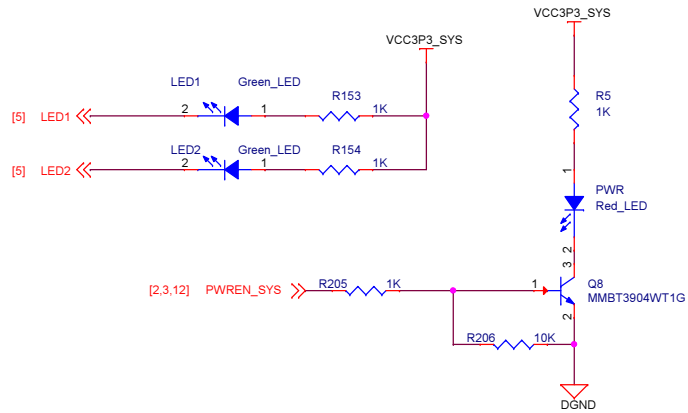 VCC3P3_SYS
VCC3P3_SYS
LED1 Green_LED R153 R5
[5] LED1 2 1 1K 1K
LED2 Green_LED R154
[5] LED2 2 1 1K
1
PWR
Red_LED
2
3
[2,3,12] PWREN_SYS R205 1K 1 Q8
MMBT3904WT1G
2
R206 10K
DGND